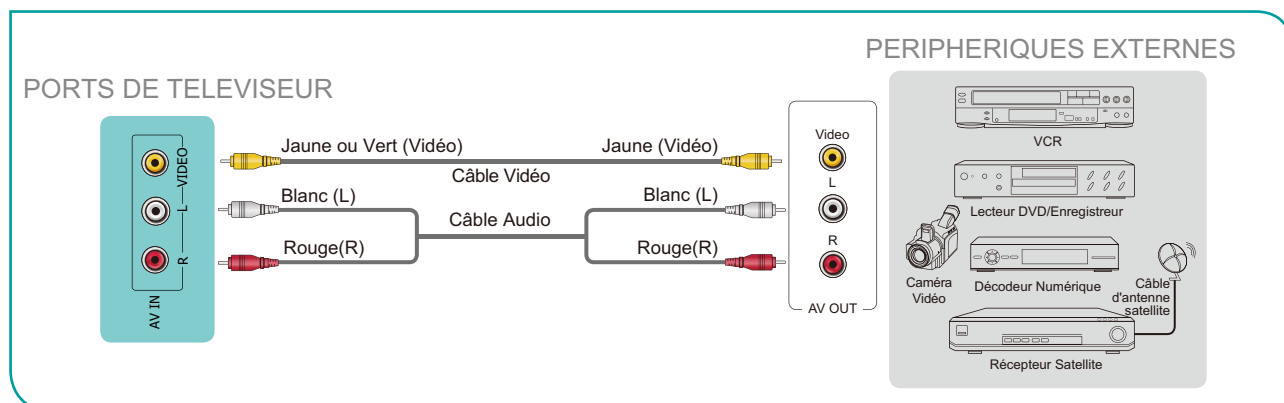 PERIPHERIQUES EXTERNES
PORTS DE TELEVISEUR
AV IN
VIDEO
L
R
Jaune ou Vert (Vidéo)
Jaune (Vidéo)
Câble Vidéo
Blanc (L)
Blanc (L)
Câble Audio
Rouge(R)
Rouge(R)
Video
L
R
AV OUT
VCR
Lecteur DVD/Enregistreur
Caméra
Vidéo
Décodeur Numérique
Câble
d'antenne
satellite
Récepteur Satellite